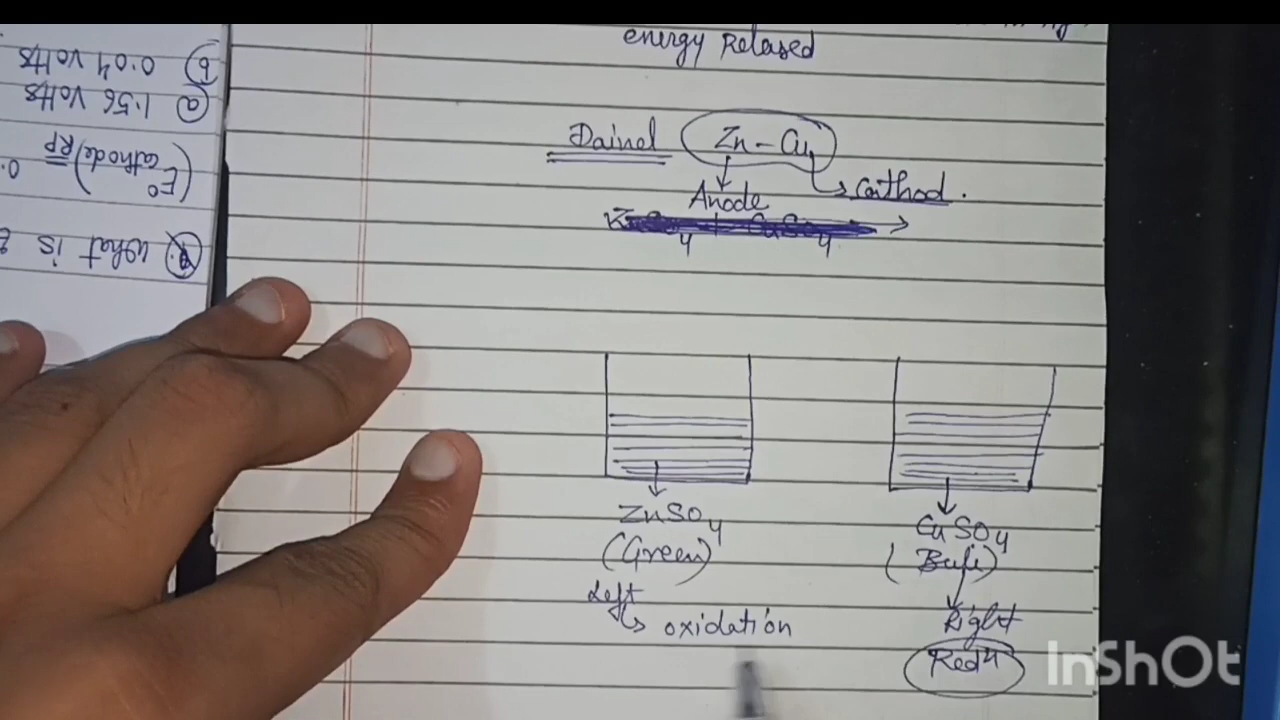 energy released
Dainel Zn - Cu
Anode Cathod.
ZnSO4
(Green)
Left
oxidation
CuSO4
Right
Redn
b) 0.04 volts
a) 1.56 volts
(E°cathode)RP 0.
Q. What is
InShOt